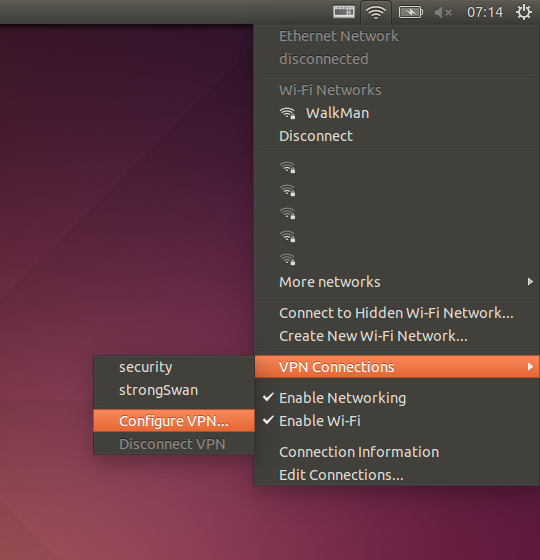 07:14
Ethernet Network
disconnected
Wi-Fi Networks
WalkMan
Disconnect
More networks
Connect to Hidden Wi-Fi Network...
Create New Wi-Fi Network...
VPN Connections
security
strongSwan
Configure VPN...
Disconnect VPN
Enable Networking
Enable Wi-Fi
Connection Information
Edit Connections...